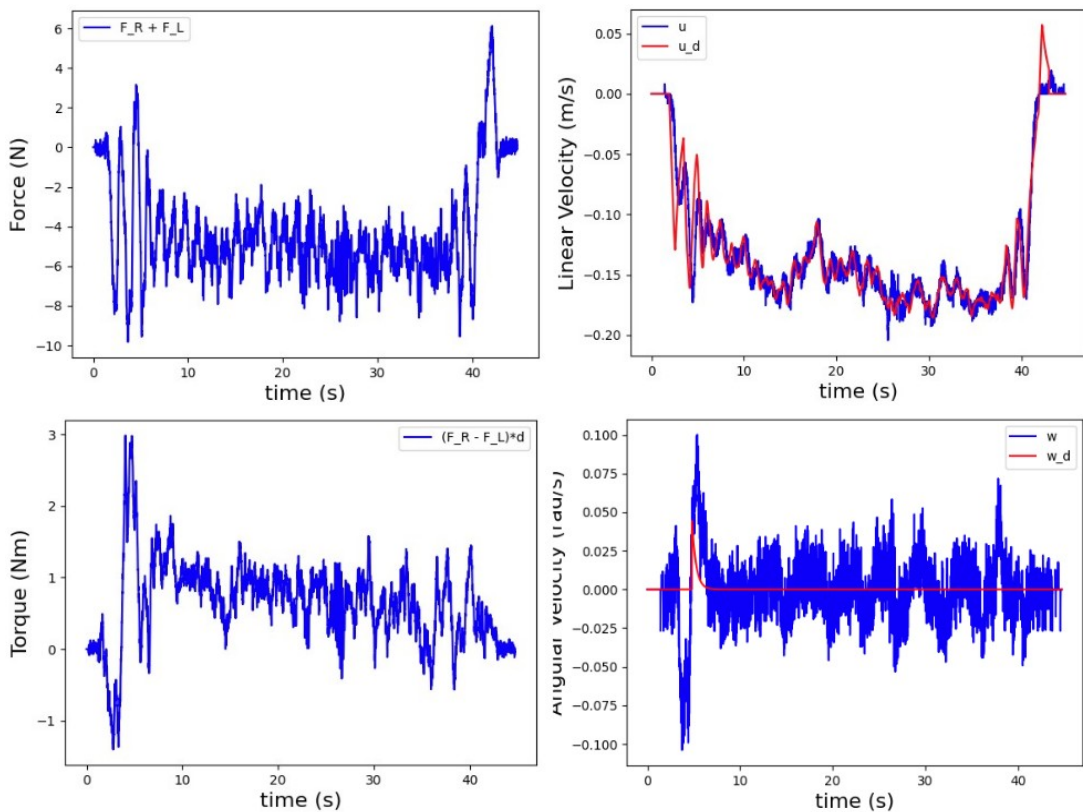 F_R + F_L
6
4
2
0
−2
−4
−6
−8
−10
Force (N)
0 10 20 30 40
time (s)
u
u_d
0.05
0.00
−0.05
−0.10
−0.15
−0.20
Linear Velocity (m/s)
0 10 20 30 40
time (s)
(F_R - F_L)*d
3
2
1
0
−1
Torque (Nm)
0 10 20 30 40
time (s)
w
w_d
0.100
0.075
0.050
0.025
0.000
−0.025
−0.050
−0.075
−0.100
Angular Velocity (rad/s)
0 10 20 30 40
time (s)